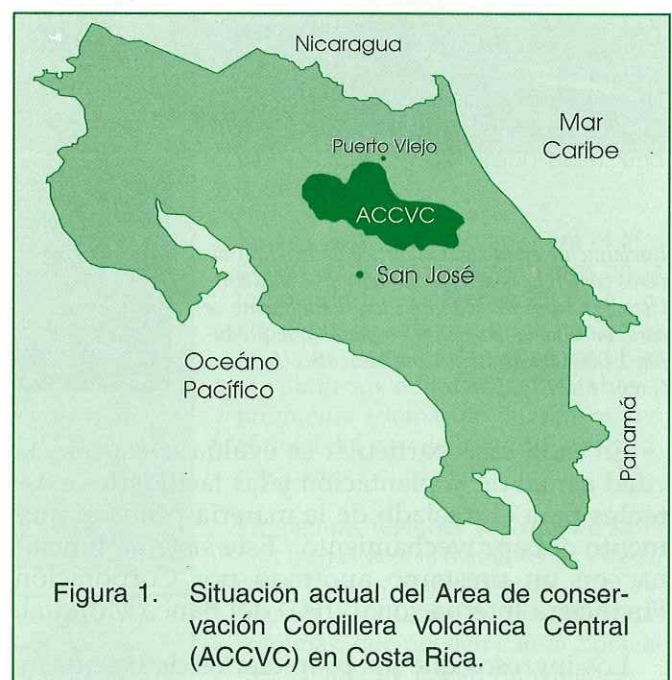 Nicaragua
Mar
Caribe
Puerto Viejo
ACCVC
San José
Oceáno
Pacífico
Panamá
Figura 1. Situación actual del Area de conser-
vación Cordillera Volcánica Central
(ACCVC) en Costa Rica.